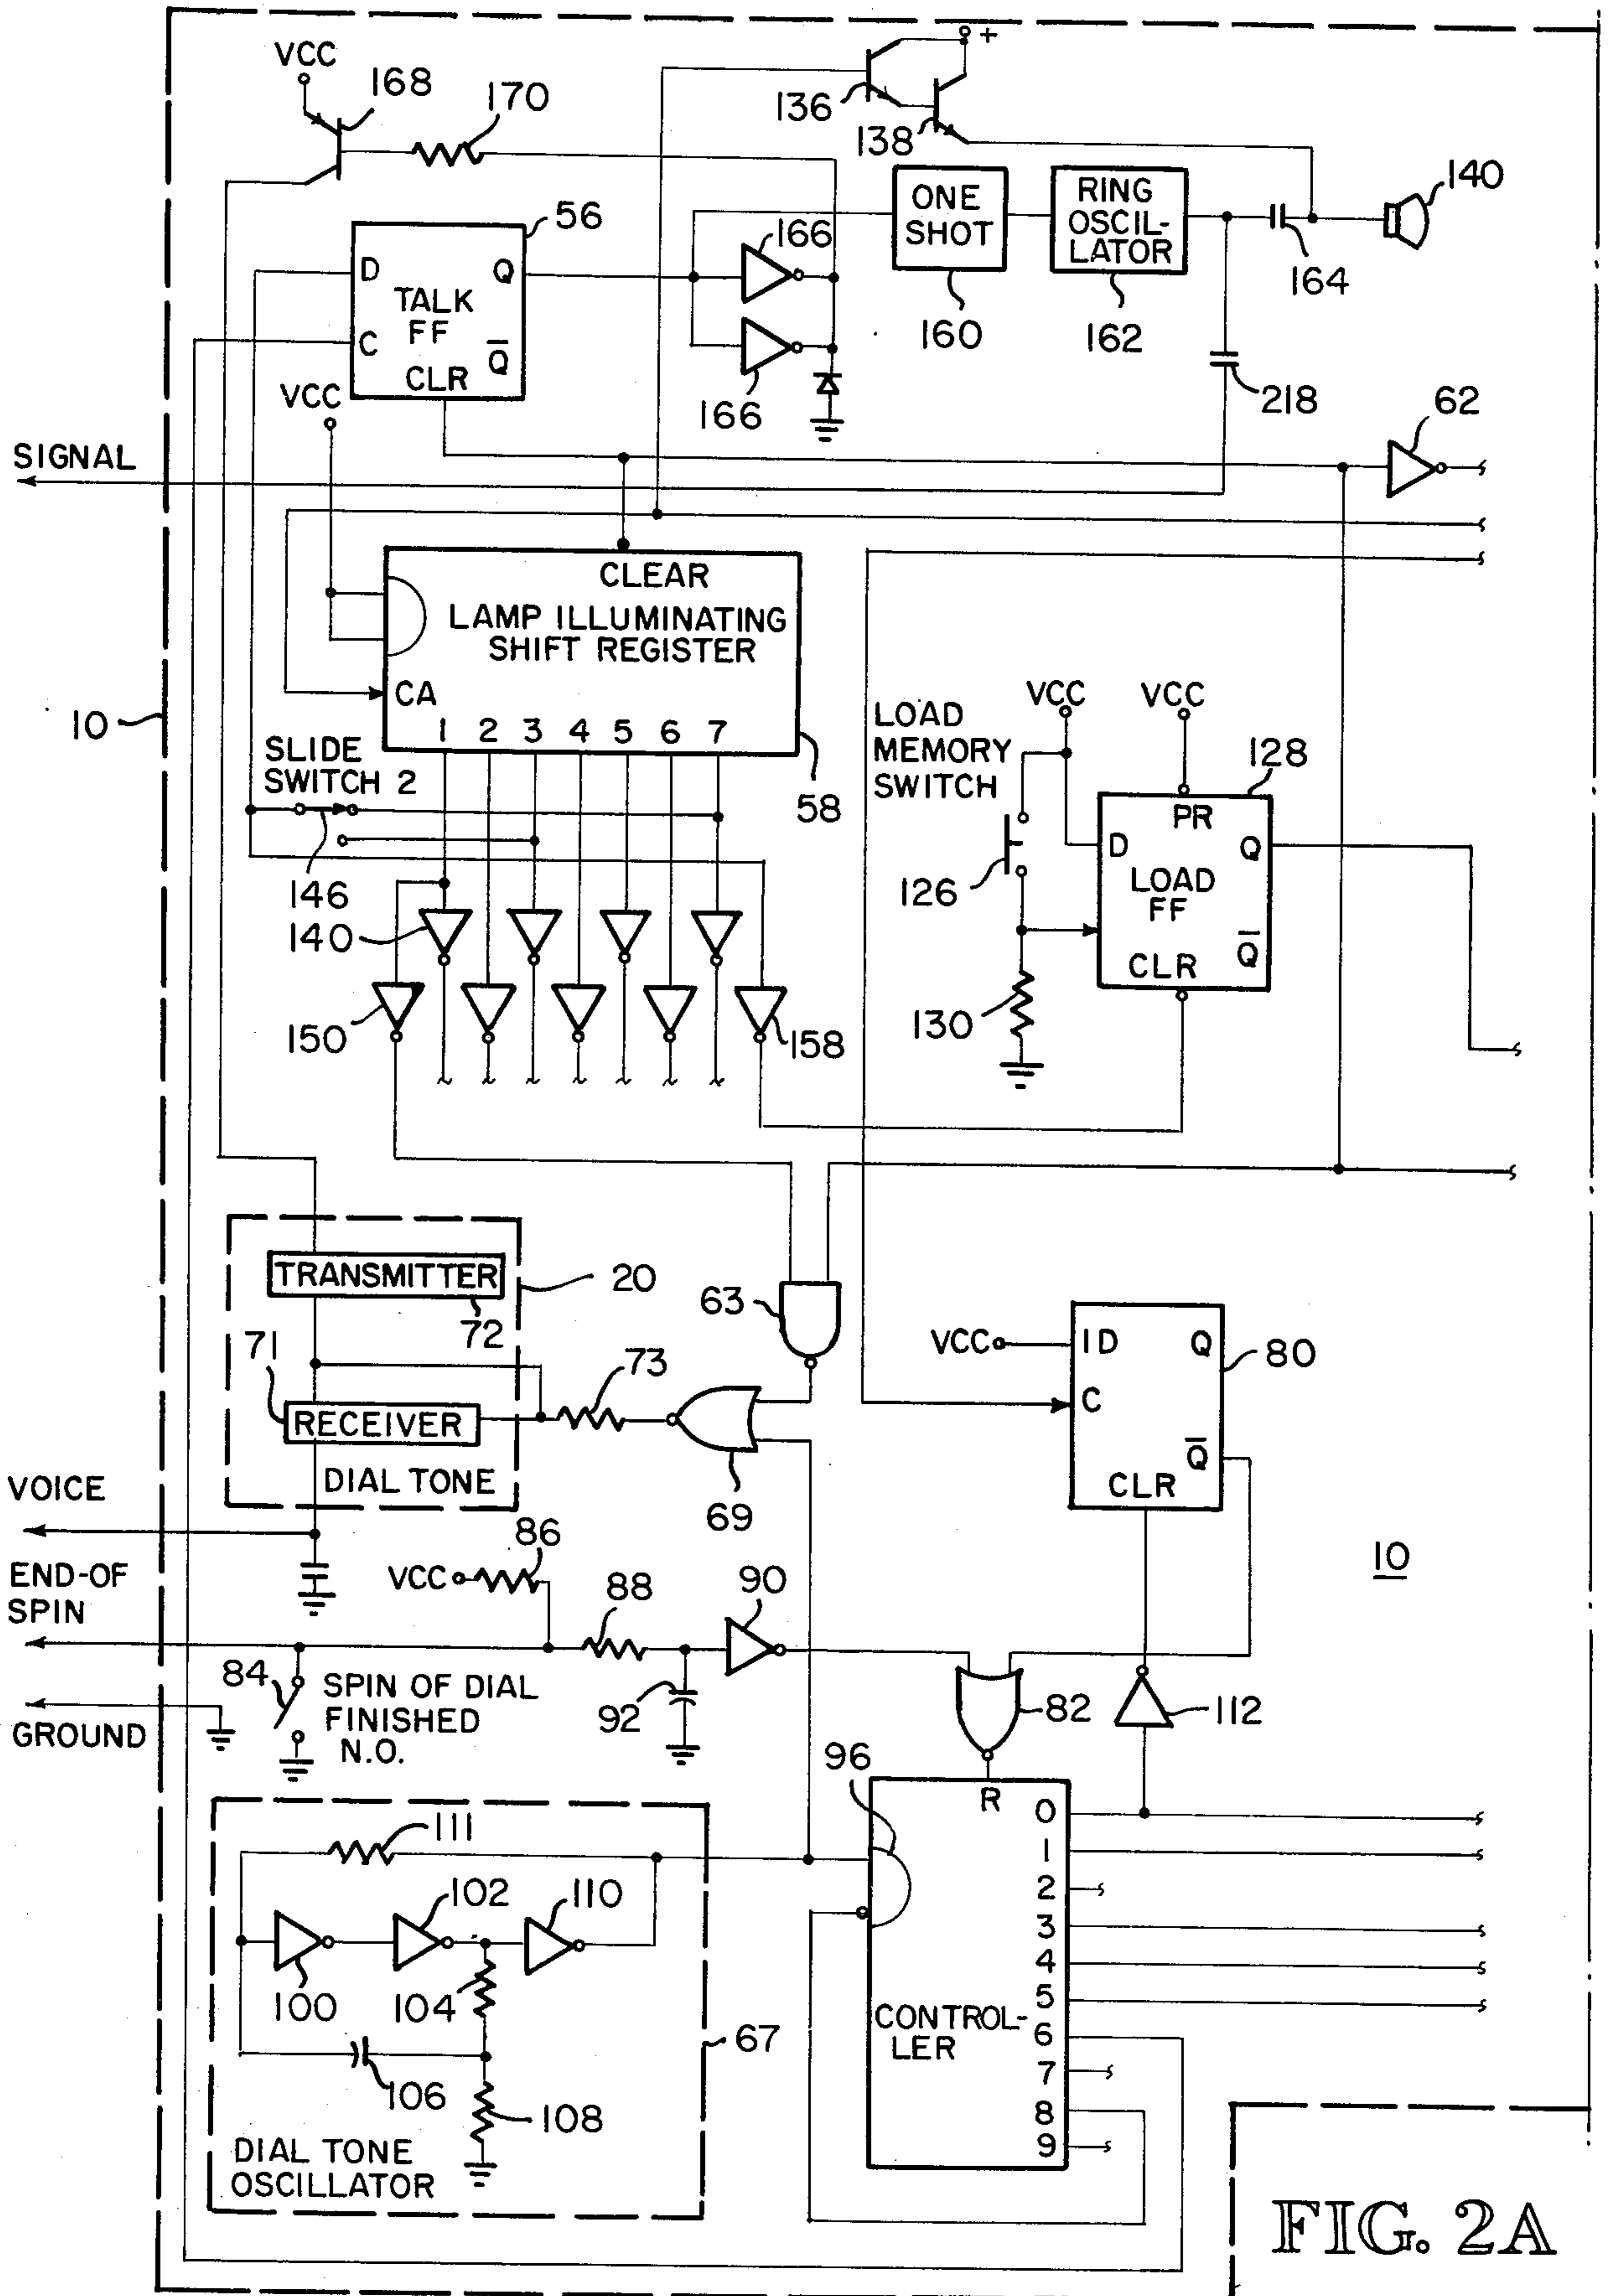 VCC
168
170
136
138
+
140
ONE
SHOT
160
RING
OSCIL-
LATOR
162
164
56
D
Q
TALK
FF
C
Q̅
CLR
166
166
218
62
VCC
SIGNAL
CLEAR
LAMP ILLUMINATING
SHIFT REGISTER
CA
1 2 3 4 5 6 7
58
10
SLIDE
SWITCH 2
146
140
150
158
LOAD
MEMORY
SWITCH
VCC
VCC
128
PR
D
Q
LOAD
FF
Q̅
CLR
126
130
TRANSMITTER
72
20
71
RECEIVER
DIAL TONE
73
63
69
VCC
1D
Q
80
C
Q̅
CLR
VOICE
END-OF
SPIN
GROUND
VCC
86
88
90
84
SPIN OF DIAL
FINISHED
N.O.
92
82
112
10
96
R
0
1
2
3
4
5
6
7
8
9
CONTROL-
LER
111
102
110
100
104
106
108
67
DIAL TONE
OSCILLATOR
FIG. 2A